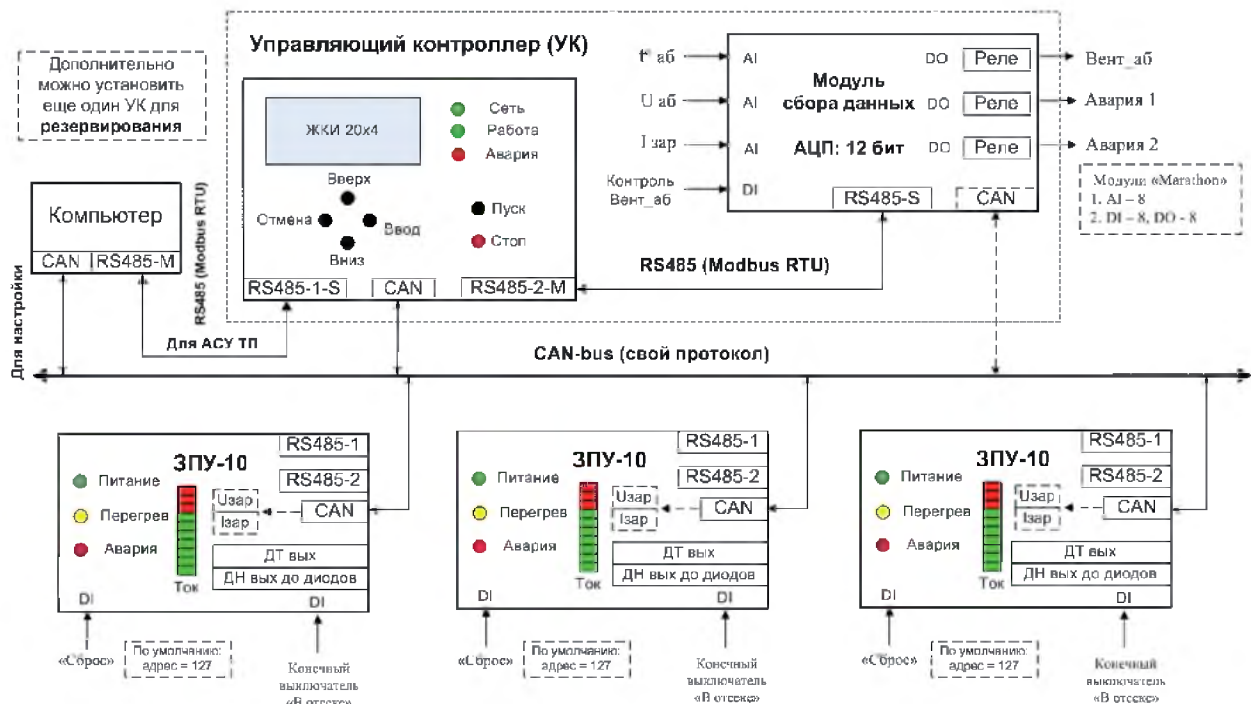 Дополнительно
можно установить
еще один УК для
резервирования
Управляющий контроллер (УК)
ЖКИ 20x4
Сеть
Работа
Авария
Вверх
Отмена
Ввод
Вниз
Пуск
Стоп
RS485-1-S
CAN
RS485-2-M
Компьютер
CAN
RS485-M
RS485 (Modbus RTU)
Для настройки
Для АСУ ТП
t° аб
U аб
I зар
Контроль
Вент_аб
AI
AI
AI
DI
Модуль
сбора данных
АЦП: 12 бит
DO
Реле
DO
Реле
DO
Реле
RS485-S
CAN
Вент_аб
Авария 1
Авария 2
Модули «Marathon»
1. AI – 8
2. DI – 8, DO - 8
RS485 (Modbus RTU)
CAN-bus (свой протокол)
ЗПУ-10
Питание
Перегрев
Авария
Ток
RS485-1
RS485-2
CAN
Uзар
Iзар
ДТ вых
ДН вых до диодов
DI
DI
«Сброс»
По умолчанию:
адрес = 127
Конечный
выключатель
«В отсеке»
ЗПУ-10
Питание
Перегрев
Авария
Ток
RS485-1
RS485-2
CAN
Uзар
Iзар
ДТ вых
ДН вых до диодов
DI
DI
«Сброс»
По умолчанию:
адрес = 127
Конечный
выключатель
«В отсеке»
ЗПУ-10
Питание
Перегрев
Авария
Ток
RS485-1
RS485-2
CAN
Uзар
Iзар
ДТ вых
ДН вых до диодов
DI
DI
«Сброс»
По умолчанию:
адрес = 127
Конечный
выключатель
«В отсеке»